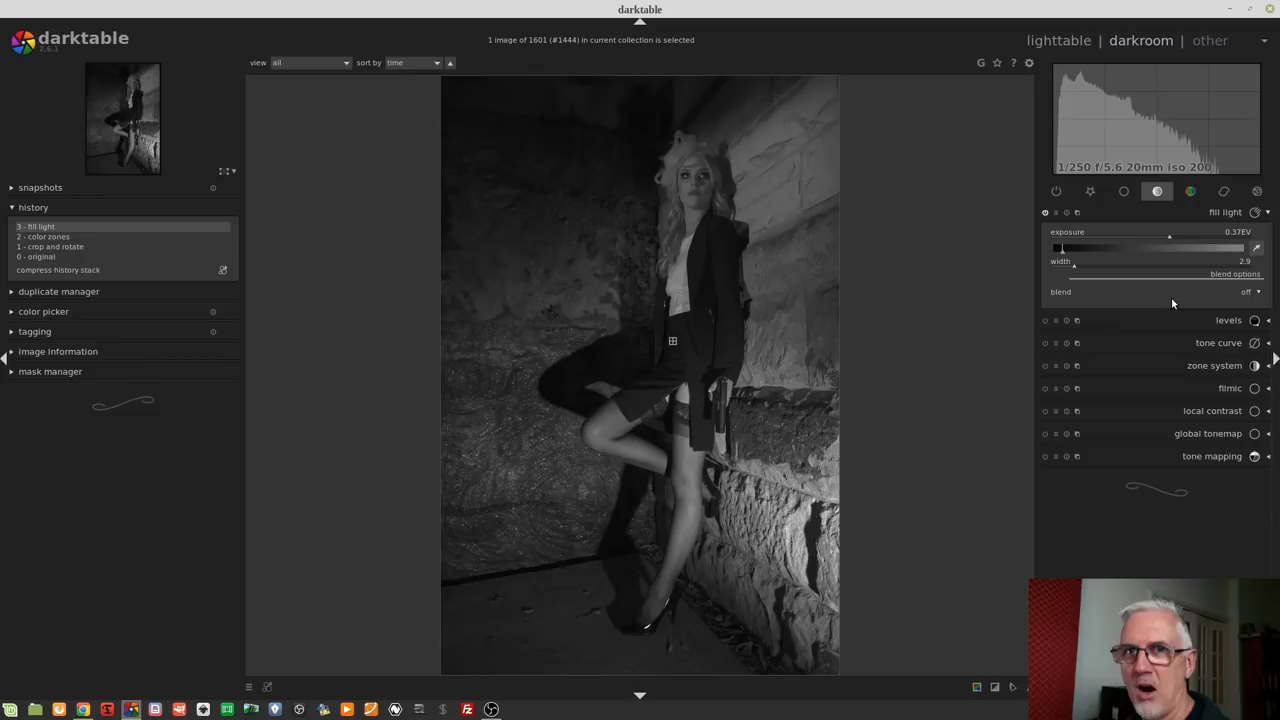 darktable
darktable
2.6.1
1 image of 1601 (#1444) in current collection is selected
lighttable | darkroom | other
view all sort by time
G ☆ ?
1/250 f/5.6 20mm iso 200
snapshots
history
3 - fill light
2 - color zones
1 - crop and rotate
0 - original
compress history stack
duplicate manager
color picker
tagging
image information
mask manager
fill light
exposure 0.37EV
width 2.9
blend options
blend off
levels
tone curve
zone system
filmic
local contrast
global tonemap
tone mapping